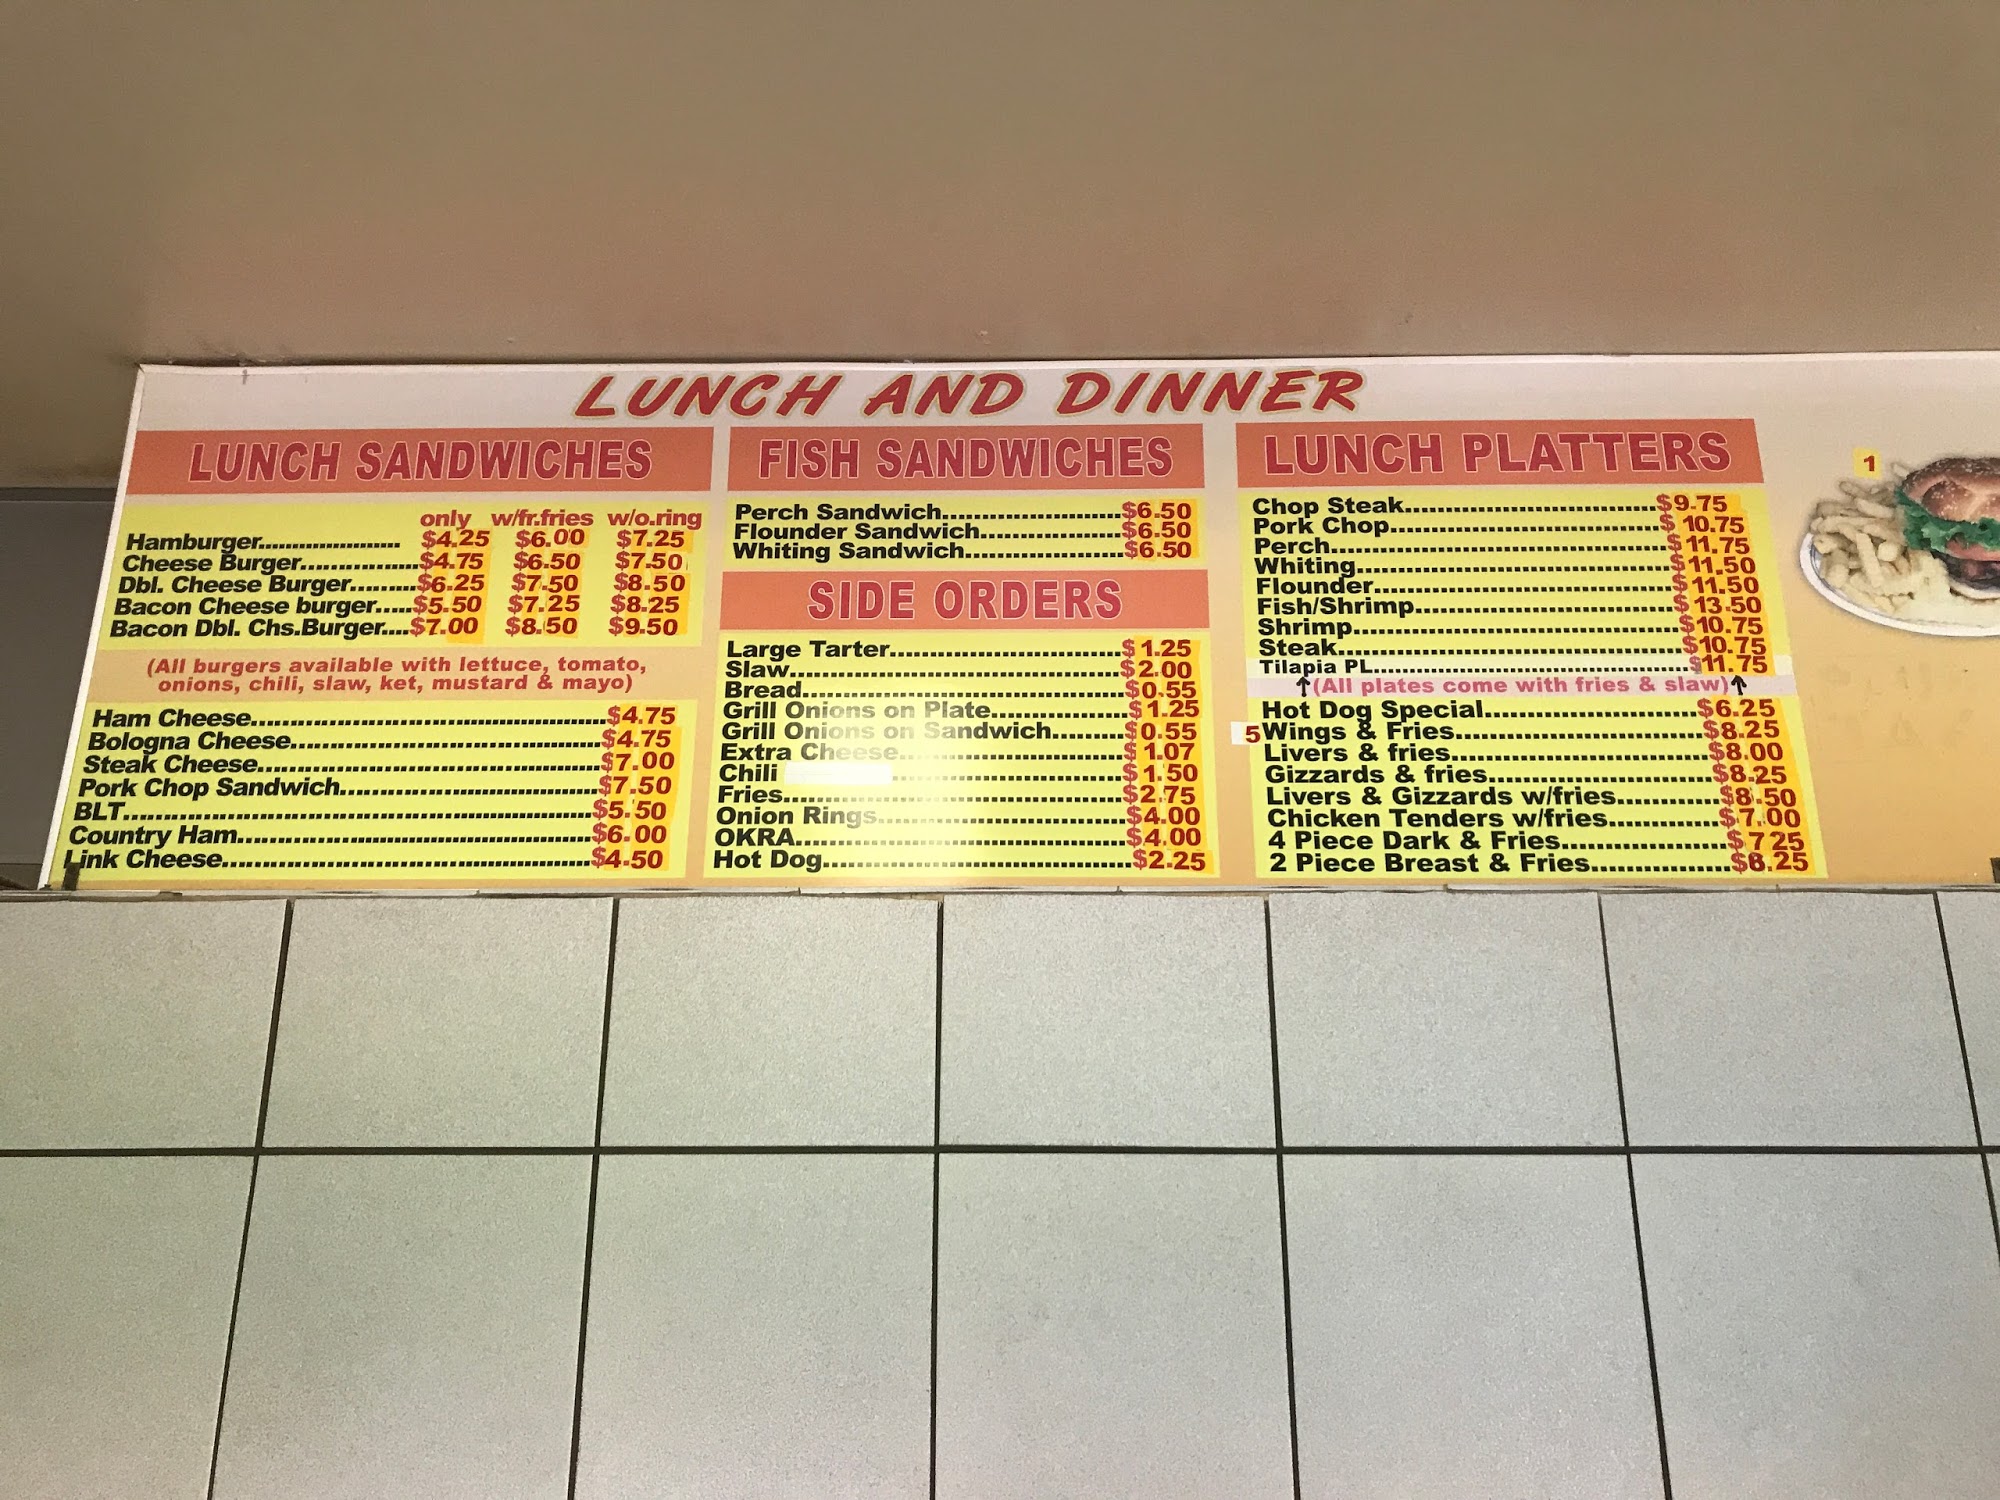 LUNCH AND DINNER
LUNCH SANDWICHES
only w/fr.fries w/o.ring
Hamburger........................ $4.25 $6.00 $7.25
Cheese Burger.................$4.75 $6.50 $7.50
Dbl. Cheese Burger.........$6.25 $7.50 $8.50
Bacon Cheese burger.....$5.50 $7.25 $8.25
Bacon Dbl. Chs.Burger....$7.00 $8.50 $9.50
(All burgers available with lettuce, tomato,
onions, chili, slaw, ket, mustard & mayo)
Ham Cheese..........................................$4.75
Bologna Cheese.....................................$4.75
Steak Cheese.........................................$7.00
Pork Chop Sandwich..............................$7.50
BLT........................................................$5.50
Country Ham..........................................$6.00
Link Cheese...........................................$4.50
FISH SANDWICHES
Perch Sandwich.....................$6.50
Flounder Sandwich.................$6.50
Whiting Sandwich...................$6.50
SIDE ORDERS
Large Tarter...........................$1.25
Slaw.......................................$2.00
Bread.....................................$0.55
Grill Onions on Plate...............$1.25
Grill Onions on Sandwich........$0.55
Extra Cheese..........................$1.07
Chili ..........................$1.50
Fries.......................................$2.75
Onion Rings............................$4.00
OKRA......................................$4.00
Hot Dog..................................$2.25
LUNCH PLATTERS
Chop Steak.............................$9.75
Pork Chop...............................$10.75
Perch......................................$11.75
Whiting...................................$11.50
Flounder.................................$11.50
Fish/Shrimp............................$13.50
Shrimp....................................$10.75
Steak......................................$10.75
Tilapia PL................................$11.75
(All plates come with fries & slaw)
Hot Dog Special......................$6.25
5 Wings & Fries.......................$8.25
Livers & fries..........................$8.00
Gizzards & fries......................$8.25
Livers & Gizzards w/fries.........$8.50
Chicken Tenders w/fries..........$7.00
4 Piece Dark & Fries................$7 25
2 Piece Breast & Fries.............$8.25
1